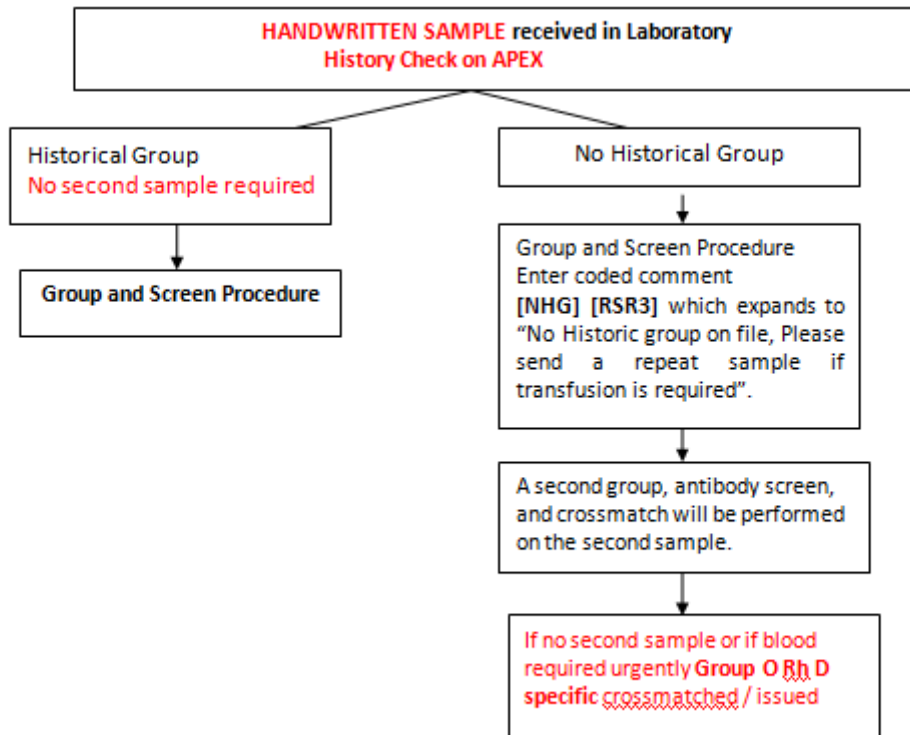 HANDWRITTEN SAMPLE received in Laboratory
History Check on APEX
Historical Group
No second sample required
Group and Screen Procedure
No Historical Group
Group and Screen Procedure
Enter coded comment
[NHG] [RSR3] which expands to
“No Historic group on file, Please
send a repeat sample if
transfusion is required”.
A second group, antibody screen,
and crossmatch will be performed
on the second sample.
If no second sample or if blood
required urgently Group O Rh D
specific crossmatched / issued